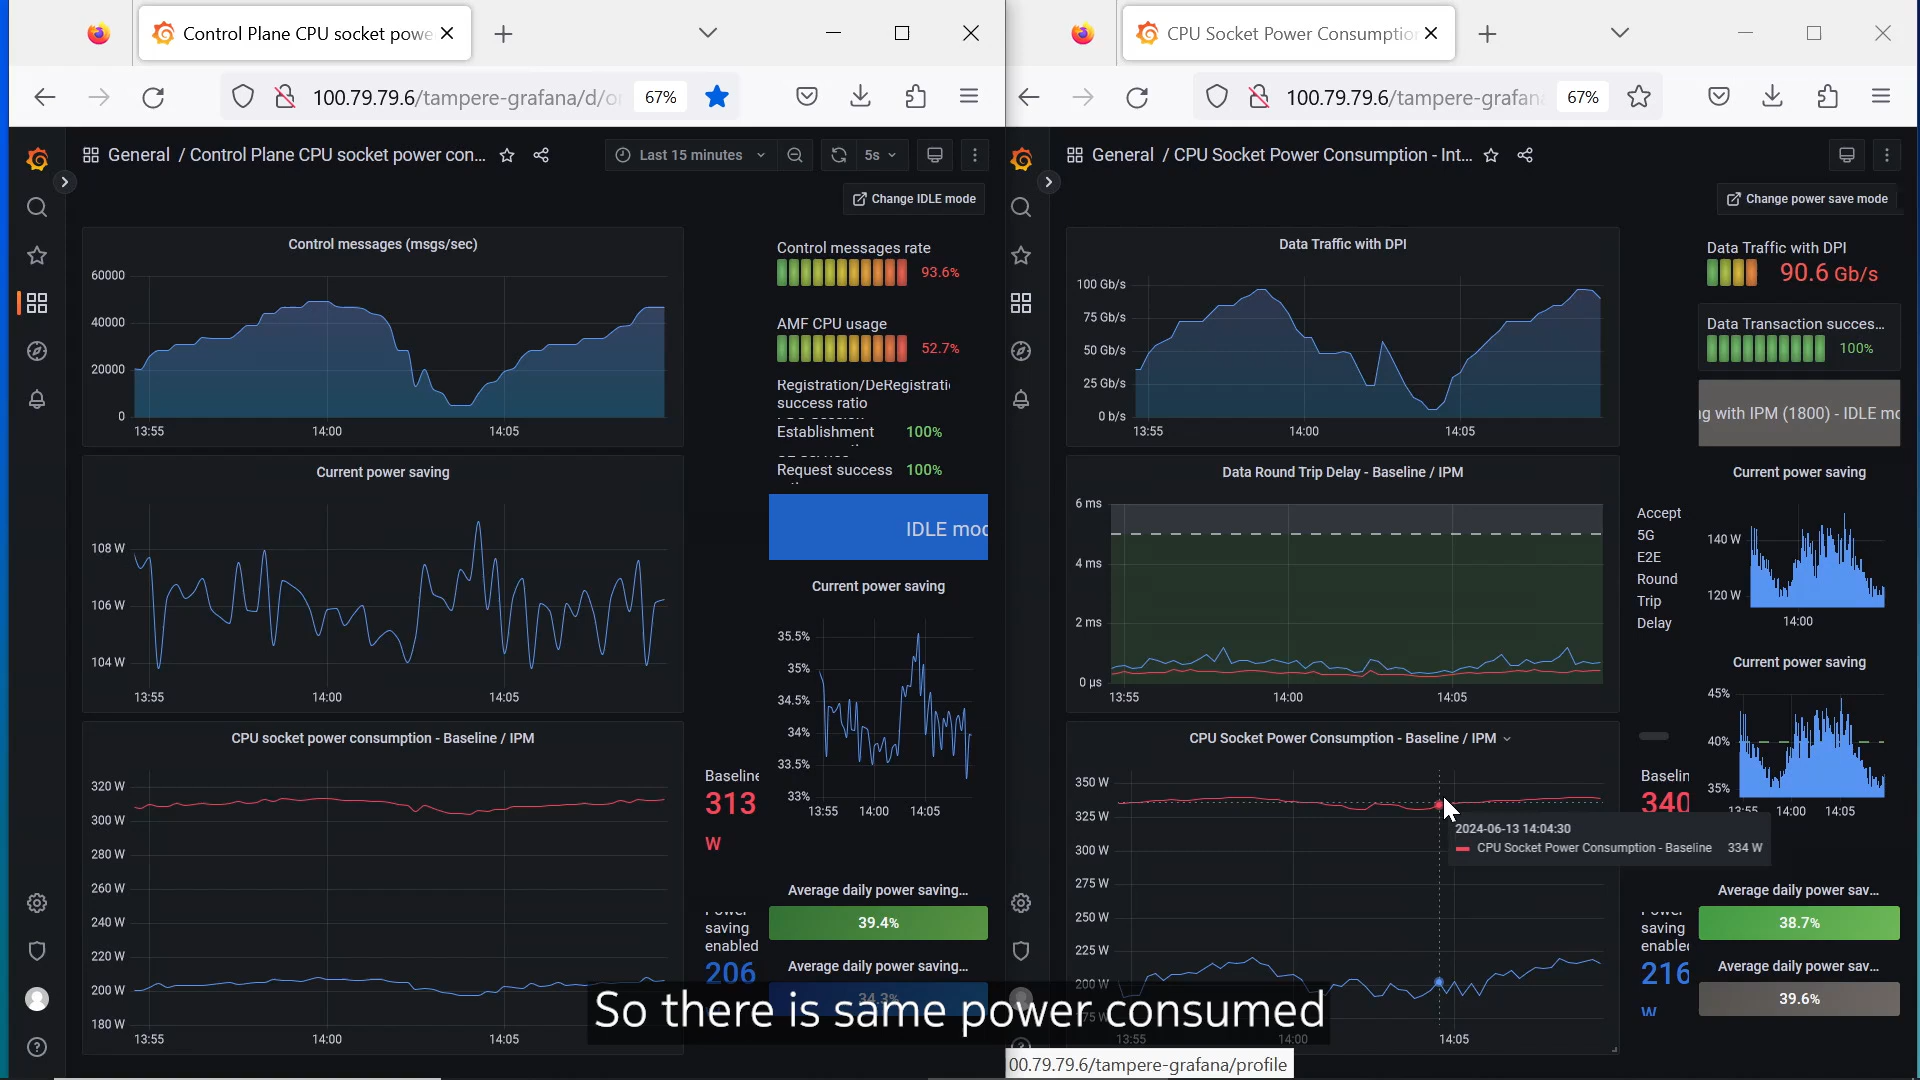 Control Plane CPU socket powe
67%
100.79.79.6/tampere-grafana/d/o
General / Control Plane CPU socket power con...
Last 15 minutes
5s
Change IDLE mode
Control messages (msgs/sec)
60000
40000
20000
0
13:55
14:00
14:05
Control messages rate
93.6%
AMF CPU usage
52.7%
Registration/DeRegistrati
success ratio
Establishment
100%
Request success
100%
IDLE mod
Current power saving
108 W
106 W
104 W
13:55
14:00
14:05
Current power saving
35.5%
35%
34.5%
34%
33.5%
33%
13:55 14:00 14:05
CPU socket power consumption - Baseline / IPM
320 W
300 W
280 W
260 W
240 W
220 W
200 W
180 W
13:55
14:00
14:05
Baseline
313
W
saving
enabled
206
Average daily power saving...
39.4%
Average daily power saving...
34.3%
CPU Socket Power Consumptio
100.79.79.6/tampere-grafan
67%
General / CPU Socket Power Consumption - Int...
Change power save mode
Data Traffic with DPI
100 Gb/s
75 Gb/s
50 Gb/s
25 Gb/s
0 b/s
13:55
14:00
14:05
Data Traffic with DPI
90.6 Gb/s
Data Transaction succes...
100%
g with IPM (1800) - IDLE mo
Data Round Trip Delay - Baseline / IPM
6 ms
4 ms
2 ms
0 µs
13:55
14:00
14:05
Accept
5G
E2E
Round
Trip
Delay
Current power saving
140 W
120 W
14:00
Current power saving
45%
40%
35%
13:55 14:00 14:05
CPU Socket Power Consumption - Baseline / IPM
350 W
325 W
300 W
275 W
250 W
225 W
200 W
75 W
13:55
14:00
14:05
2024-06-13 14:04:30
CPU Socket Power Consumption - Baseline 334 W
Baselin
340
saving
enable
216
W
Average daily power sav...
38.7%
Average daily power sav...
39.6%
So there is same power consumed
00.79.79.6/tampere-grafana/profile